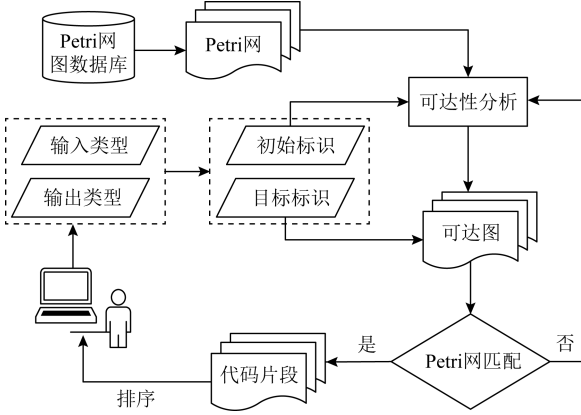 Petri网
图数据库
Petri网
可达性分析
输入类型
初始标识
输出类型
目标标识
可达图
是
Petri网匹配
否
代码片段
排序